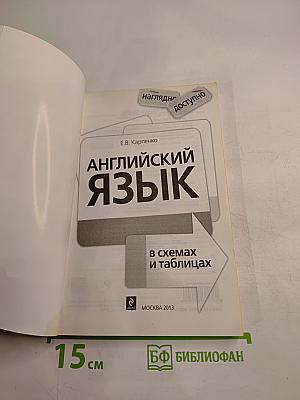 наглядно
доступно
Е.В. Карпенко
АНГЛИЙСКИЙ
ЯЗЫК
в схемах
и таблицах
МОСКВА 2013
15 см
БФ БИБЛИОФАН